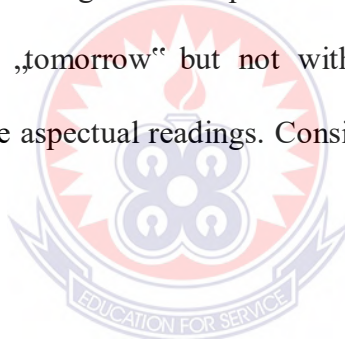 „tomorrow‟ but not with
e aspectual readings. Consi
EDUCATION FOR SERVICE